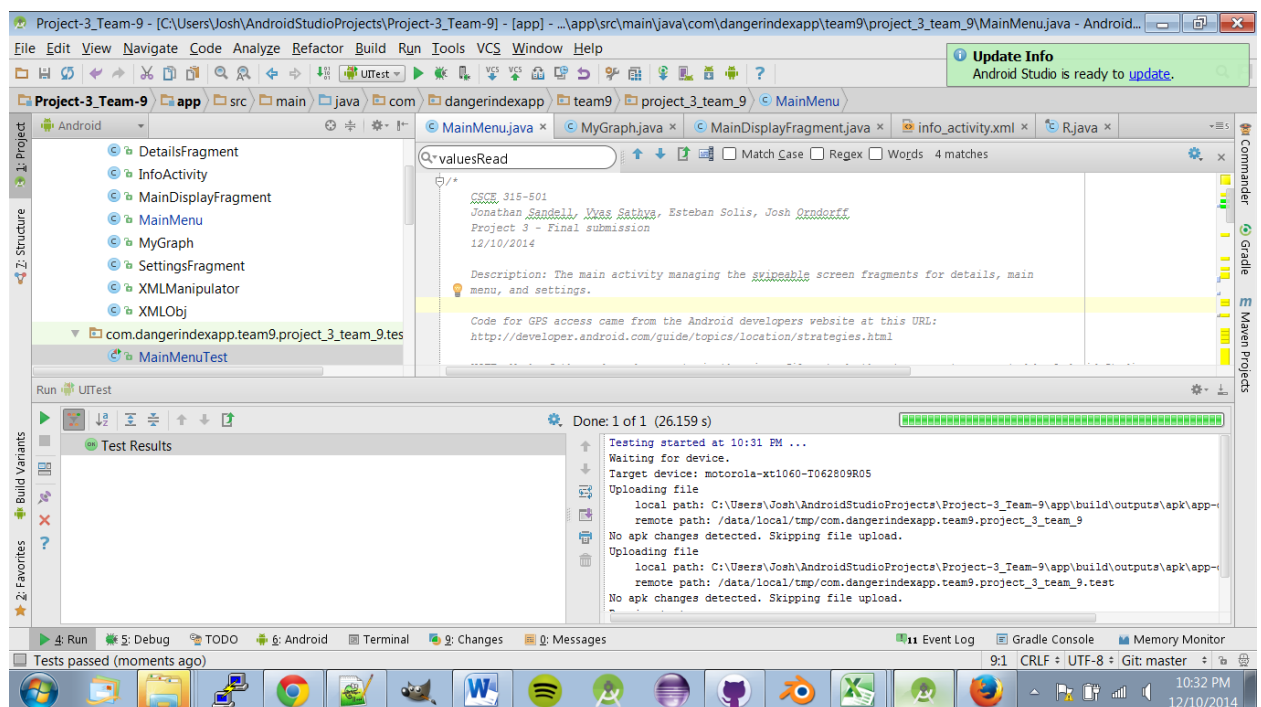 Project-3_Team-9 - [C:\Users\Josh\AndroidStudioProjects\Project-3_Team-9] - [app] - ...\app\src\main\java\com\dangerindexapp\team9\project_3_team_9\MainMenu.java - Android...
File Edit View Navigate Code Analyze Refactor Build Run Tools VCS Window Help
Update Info
Android Studio is ready to update.
UITest
VCS VCS
Project-3_Team-9 app src main java com dangerindexapp team9 project_3_team_9 MainMenu
1: Project
Z: Structure
Build Variants
2: Favorites
Android
DetailsFragment
InfoActivity
MainDisplayFragment
MainMenu
MyGraph
SettingsFragment
XMLManipulator
XMLObj
com.dangerindexapp.team9.project_3_team_9.tes
MainMenuTest
MainMenu.java × MyGraph.java × MainDisplayFragment.java × info_activity.xml × R.java ×
valuesRead Match Case Regex Words 4 matches
/*
CSCE 315-501
Jonathan Sandell, Vyas Sathya, Esteban Solis, Josh Orndorff
Project 3 - Final submission
12/10/2014
Description: The main activity managing the swipeable screen fragments for details, main
menu, and settings.
Code for GPS access came from the Android developers website at this URL:
http://developer.android.com/guide/topics/location/strategies.html
Commander
Gradle
Maven Projects
Run UITest
Done: 1 of 1 (26.159 s)
OK Test Results
Testing started at 10:31 PM ...
Waiting for device.
Target device: motorola-xt1060-T062809R05
Uploading file
local path: C:\Users\Josh\AndroidStudioProjects\Project-3_Team-9\app\build\outputs\apk\app-
remote path: /data/local/tmp/com.dangerindexapp.team9.project_3_team_9
No apk changes detected. Skipping file upload.
Uploading file
local path: C:\Users\Josh\AndroidStudioProjects\Project-3_Team-9\app\build\outputs\apk\app-
remote path: /data/local/tmp/com.dangerindexapp.team9.project_3_team_9.test
No apk changes detected. Skipping file upload.
4: Run 5: Debug TODO 6: Android Terminal 9: Changes 0: Messages 11 Event Log Gradle Console Memory Monitor
Tests passed (moments ago) 9:1 CRLF UTF-8 Git: master
10:32 PM
12/10/2014